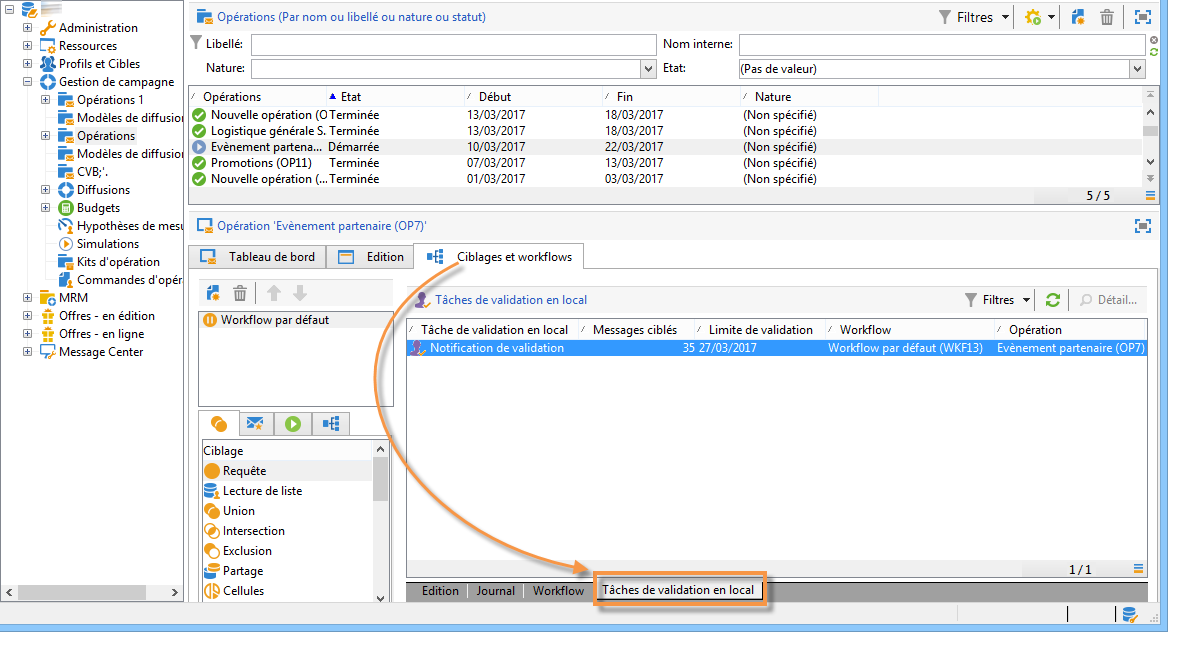 Administration
Ressources
Profils et Cibles
Gestion de campagne
Opérations 1
Modèles de diffusion
Opérations
Modèles de diffusion
CVB;'.
Diffusions
Budgets
Hypothèses de mesu
Simulations
Kits d'opération
Commandes d'opér
MRM
Offres - en édition
Offres - en ligne
Message Center
Opérations (Par nom ou libellé ou nature ou statut)
Filtres
Libellé:
Nom interne:
Nature:
Etat:
(Pas de valeur)
Opérations Etat Début Fin Nature
Nouvelle opération (O Terminée 13/03/2017 18/03/2017 (Non spécifié)
Logistique générale S. Terminée 13/03/2017 18/03/2017 (Non spécifié)
Evènement partena... Démarrée 10/03/2017 22/03/2017 (Non spécifié)
Promotions (OP11) Terminée 07/03/2017 13/03/2017 (Non spécifié)
Nouvelle opération (... Terminée 01/03/2017 03/03/2017 (Non spécifié)
5 / 5
Opération 'Evènement partenaire (OP7)'
Tableau de bord Edition Ciblages et workflows
Workflow par défaut
Ciblage
Requête
Lecture de liste
Union
Intersection
Exclusion
Partage
Cellules
Tâches de validation en local
Filtres
Détail...
Tâche de validation en local Messages ciblés Limite de validation Workflow Opération
Notification de validation 35 27/03/2017 Workflow par défaut (WKF13) Evènement partenaire (OP7)
1 / 1
Edition Journal Workflow Tâches de validation en local